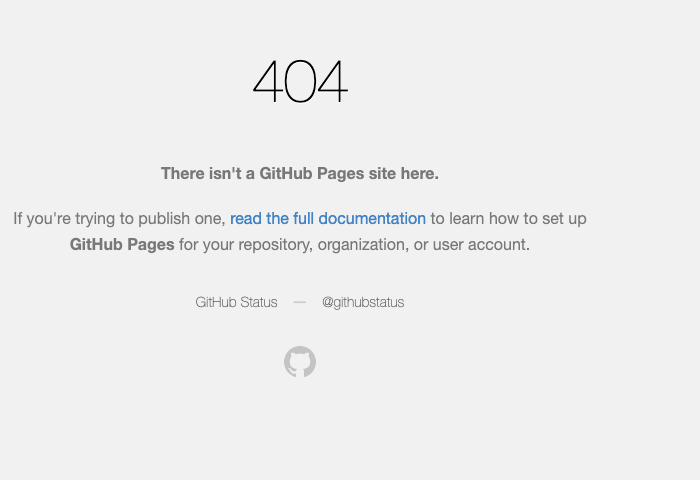 404
There isn't a GitHub Pages site here.
If you're trying to publish one, read the full documentation to learn how to set up
GitHub Pages for your repository, organization, or user account.
GitHub Status — @githubstatus